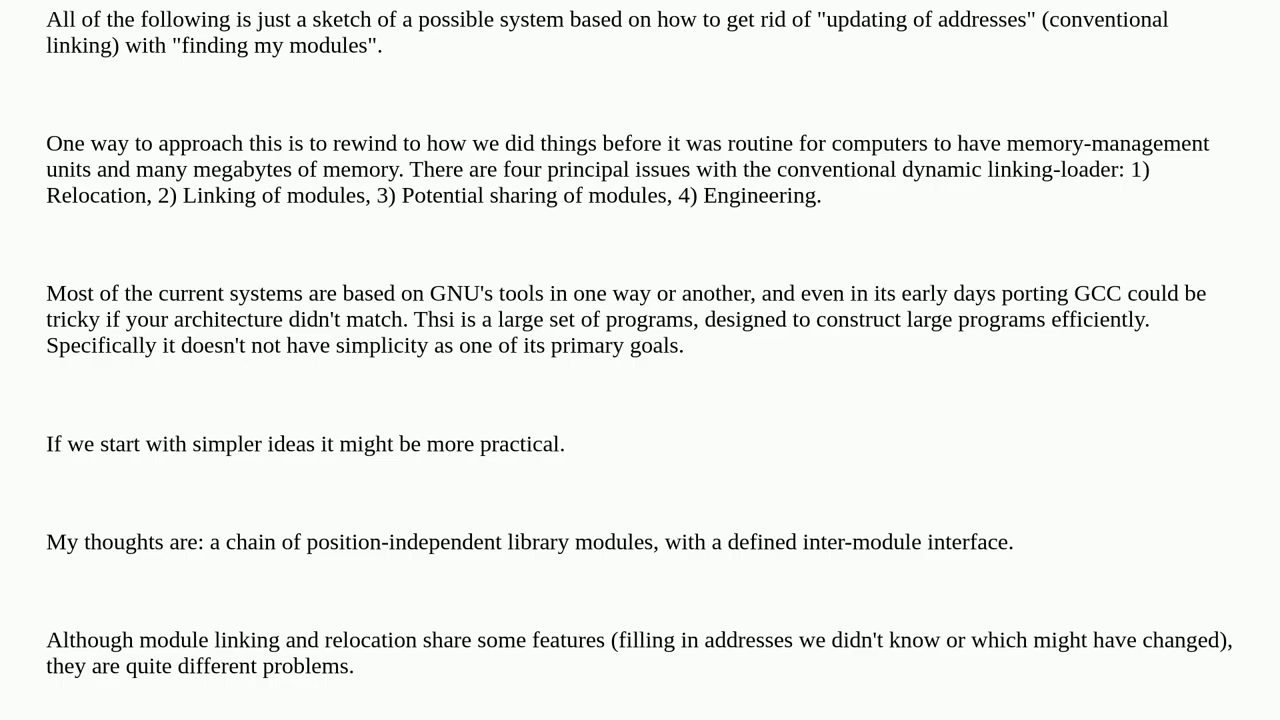 All of the following is just a sketch of a possible system based on how to get rid of "updating of addresses" (conventional
linking) with "finding my modules".
One way to approach this is to rewind to how we did things before it was routine for computers to have memory-management
units and many megabytes of memory. There are four principal issues with the conventional dynamic linking-loader: 1)
Relocation, 2) Linking of modules, 3) Potential sharing of modules, 4) Engineering.
Most of the current systems are based on GNU's tools in one way or another, and even in its early days porting GCC could be
tricky if your architecture didn't match. Thsi is a large set of programs, designed to construct large programs efficiently.
Specifically it doesn't not have simplicity as one of its primary goals.
If we start with simpler ideas it might be more practical.
My thoughts are: a chain of position-independent library modules, with a defined inter-module interface.
Although module linking and relocation share some features (filling in addresses we didn't know or which might have changed),
they are quite different problems.